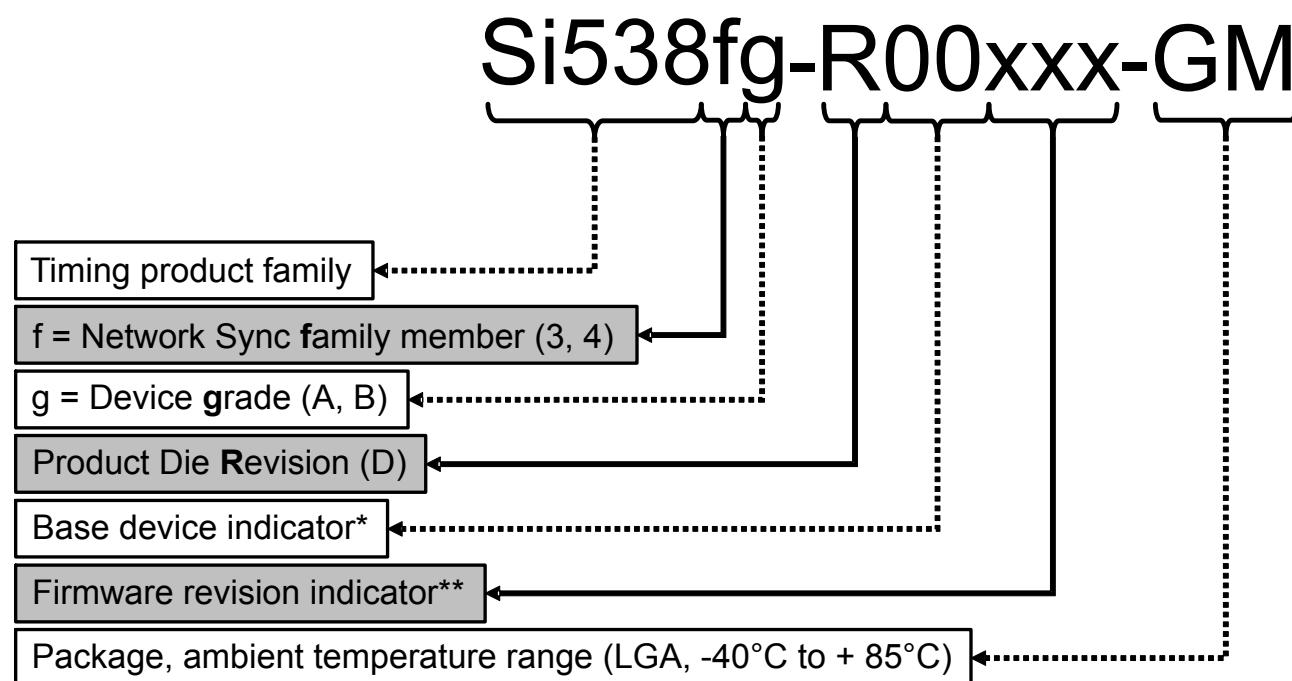 Si538fg-R00xxx-GM
Timing product family
f = Network Sync family member (3, 4)
g = Device grade (A, B)
Product Die Revision (D)
Base device indicator*
Firmware revision indicator**
Package, ambient temperature range (LGA, -40°C to + 85°C)